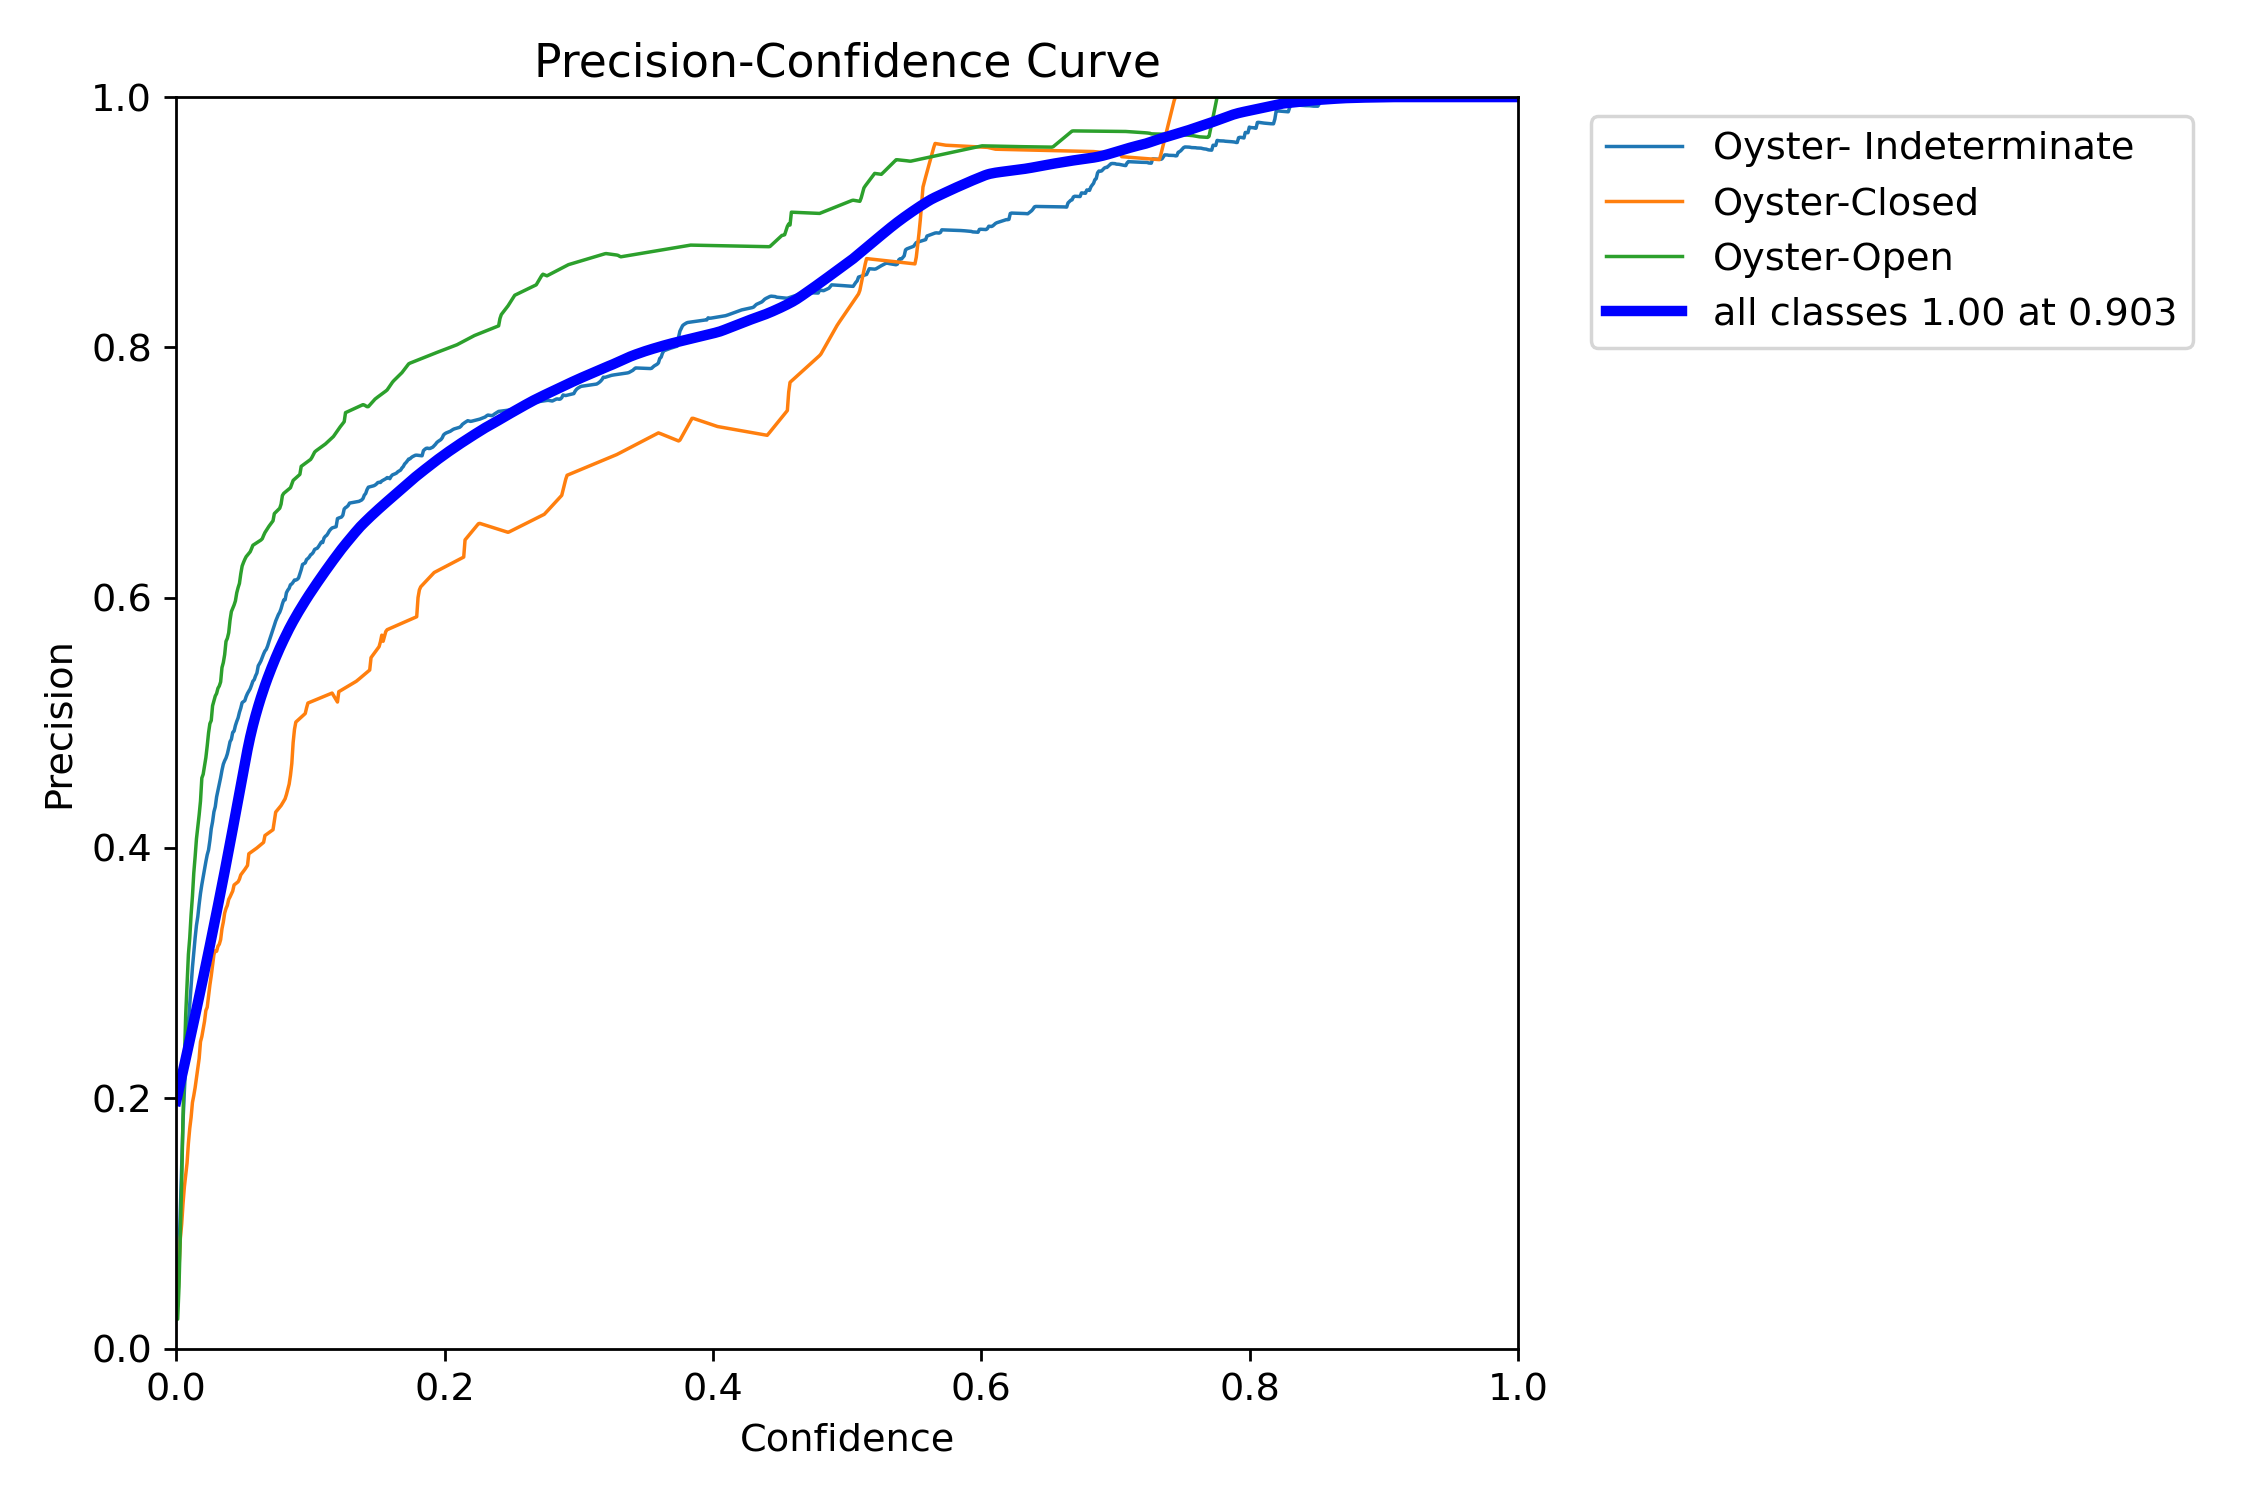 Precision-Confidence Curve
1.0
0.8
0.6
0.4
0.2
0.0
Precision
0.0 0.2 0.4 0.6 0.8 1.0
Confidence
Oyster- Indeterminate
Oyster-Closed
Oyster-Open
all classes 1.00 at 0.903